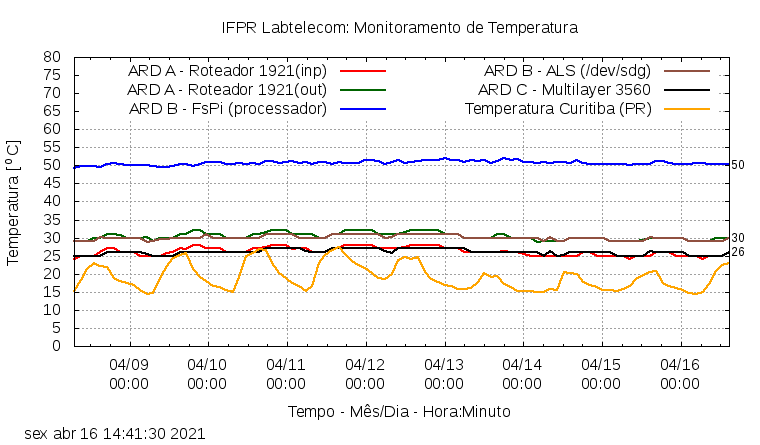 IFPR Labtelecom: Monitoramento de Temperatura
ARD A - Roteador 1921(inp)
ARD A - Roteador 1921(out)
ARD B - FsPi (processador)
ARD B - ALS (/dev/sdg)
ARD C - Multilayer 3560
Temperatura Curitiba (PR)
Temperatura [ ºC]
80
75
70
65
60
55
50
45
40
35
30
25
20
15
10
5
0
50
30
26
04/09 04/10 04/11 04/12 04/13 04/14 04/15 04/16
00:00 00:00 00:00 00:00 00:00 00:00 00:00 00:00
Tempo - Mês/Dia - Hora:Minuto
sex abr 16 14:41:30 2021